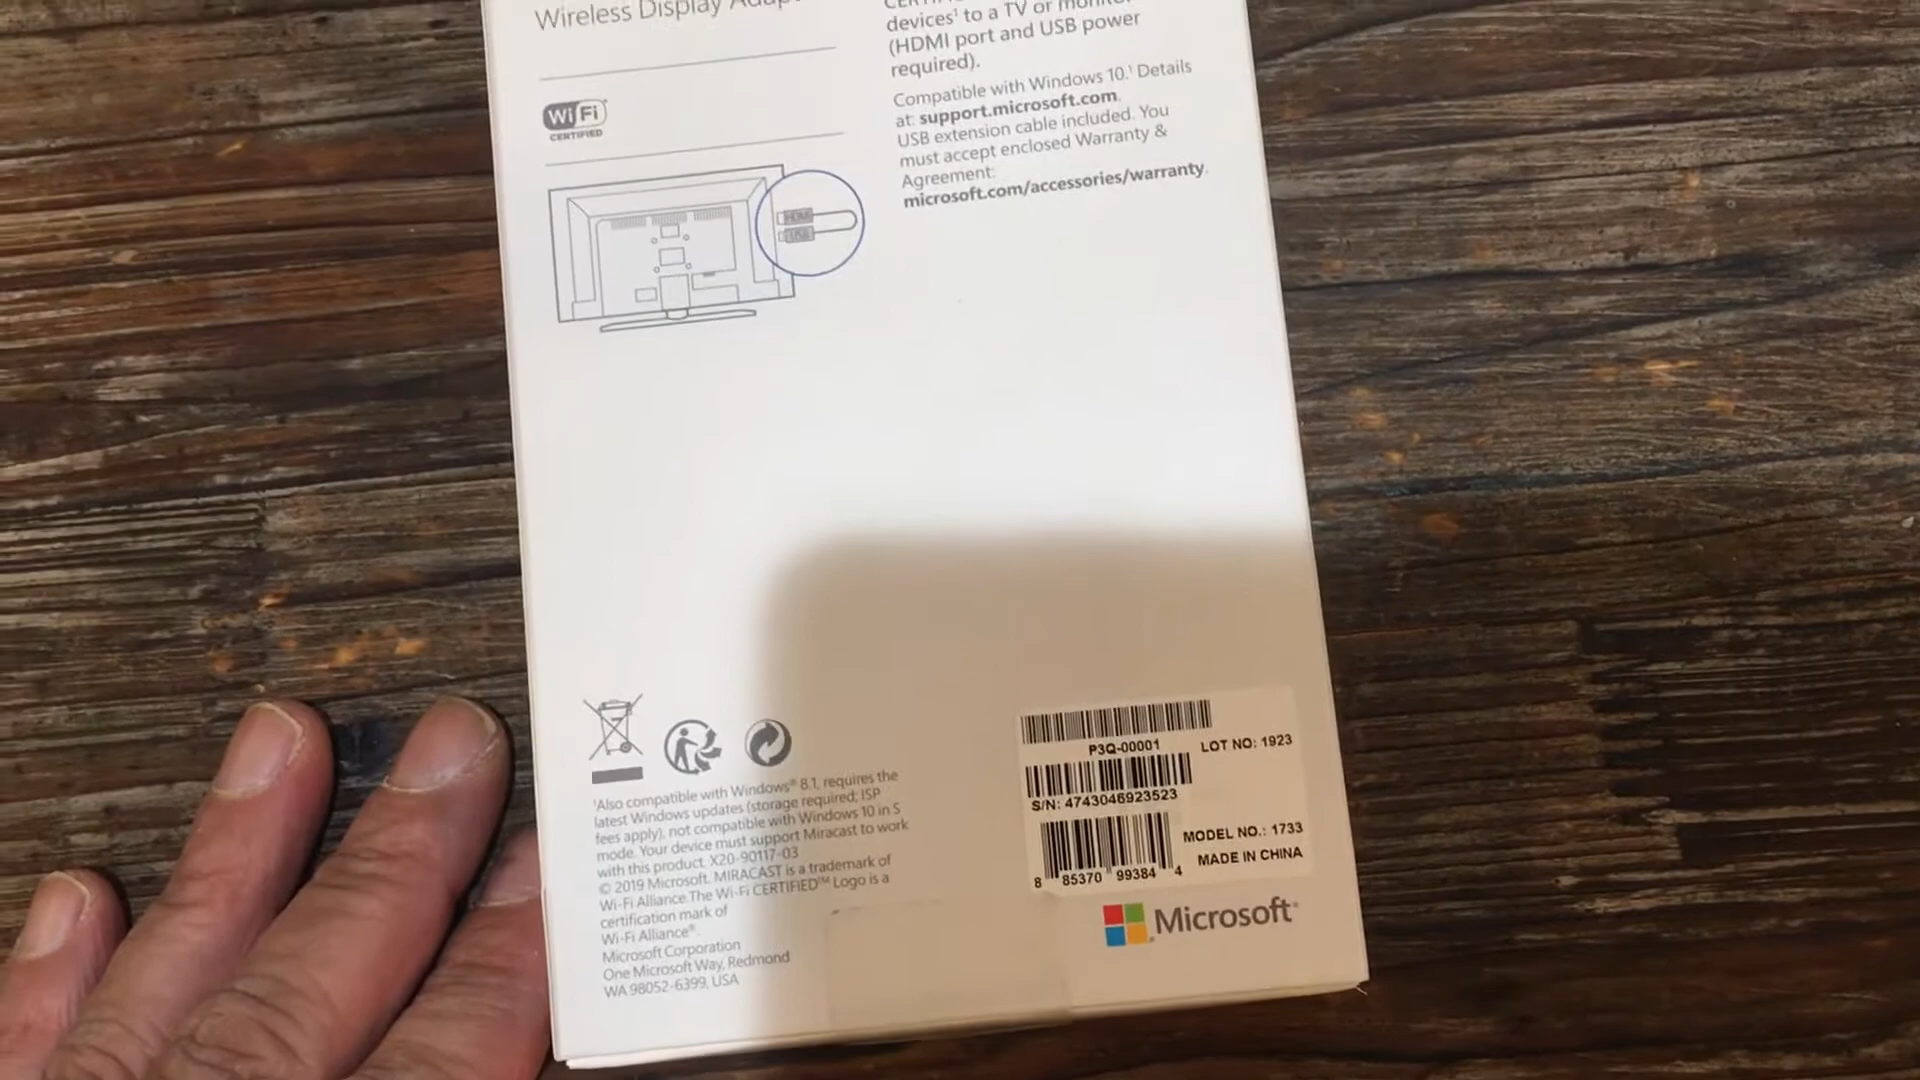 Wireless Display
devices¹ to a TV or
(HDMI port and USB power
required).
Compatible with Windows 10.¹ Details
at: support.microsoft.com.
USB extension cable included. You
must accept enclosed Warranty &
Agreement:
microsoft.com/accessories/warranty.
Wi Fi
CERTIFIED
HDMI
USB
¹Also compatible with Windows® 8.1, requires the
latest Windows updates (storage required; ISP
fees apply), not compatible with Windows 10 in S
mode. Your device must support Miracast to work
with this product. X20-90117-03
© 2019 Microsoft. MIRACAST is a trademark of
Wi-Fi Alliance. The Wi-Fi CERTIFIED™ Logo is a
certification mark of
Wi-Fi Alliance®.
Microsoft Corporation
One Microsoft Way, Redmond
WA 98052-6399, USA
P3Q-00001
LOT NO: 1923
S/N: 4743046923523
MODEL NO.: 1733
MADE IN CHINA
8 85370 99384 4
Microsoft